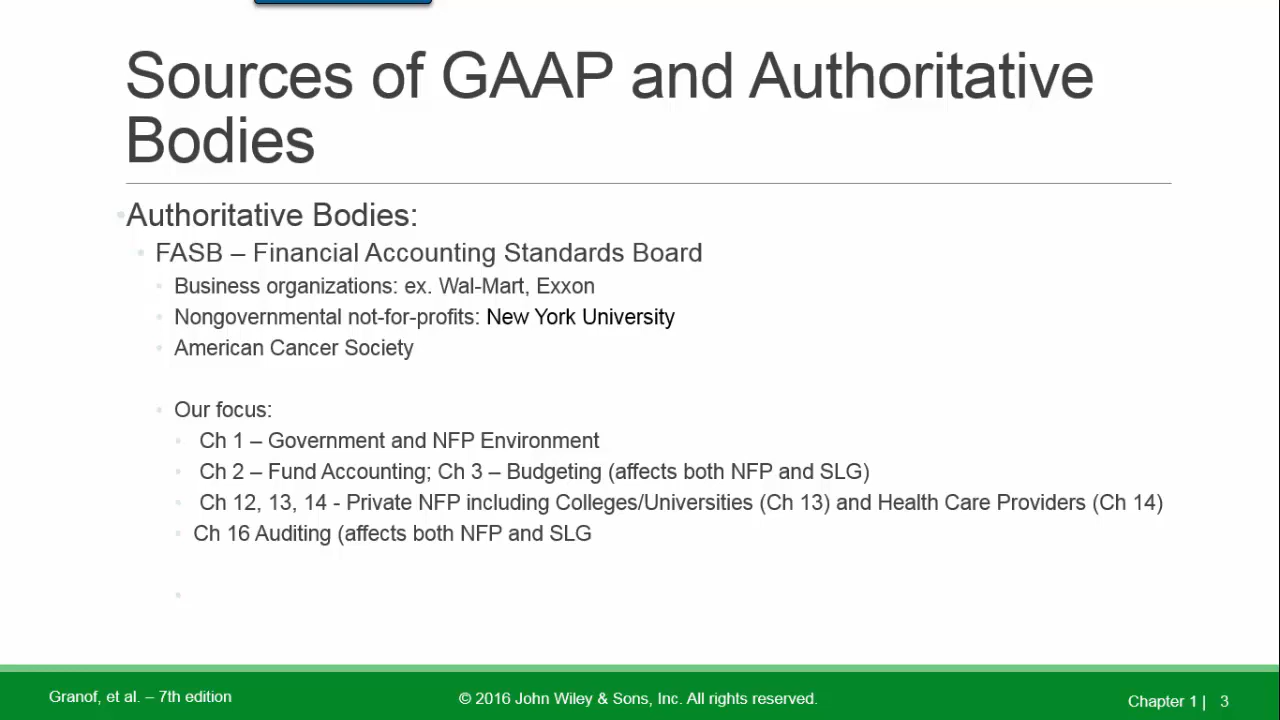 Sources of GAAP and Authoritative
Bodies
Authoritative Bodies:
FASB – Financial Accounting Standards Board
Business organizations: ex. Wal-Mart, Exxon
Nongovernmental not-for-profits: New York University
American Cancer Society
Our focus:
Ch 1 – Government and NFP Environment
Ch 2 – Fund Accounting; Ch 3 – Budgeting (affects both NFP and SLG)
Ch 12, 13, 14 - Private NFP including Colleges/Universities (Ch 13) and Health Care Providers (Ch 14)
Ch 16 Auditing (affects both NFP and SLG
Granof, et al. – 7th edition
© 2016 John Wiley & Sons, Inc. All rights reserved.
Chapter 1 | 3